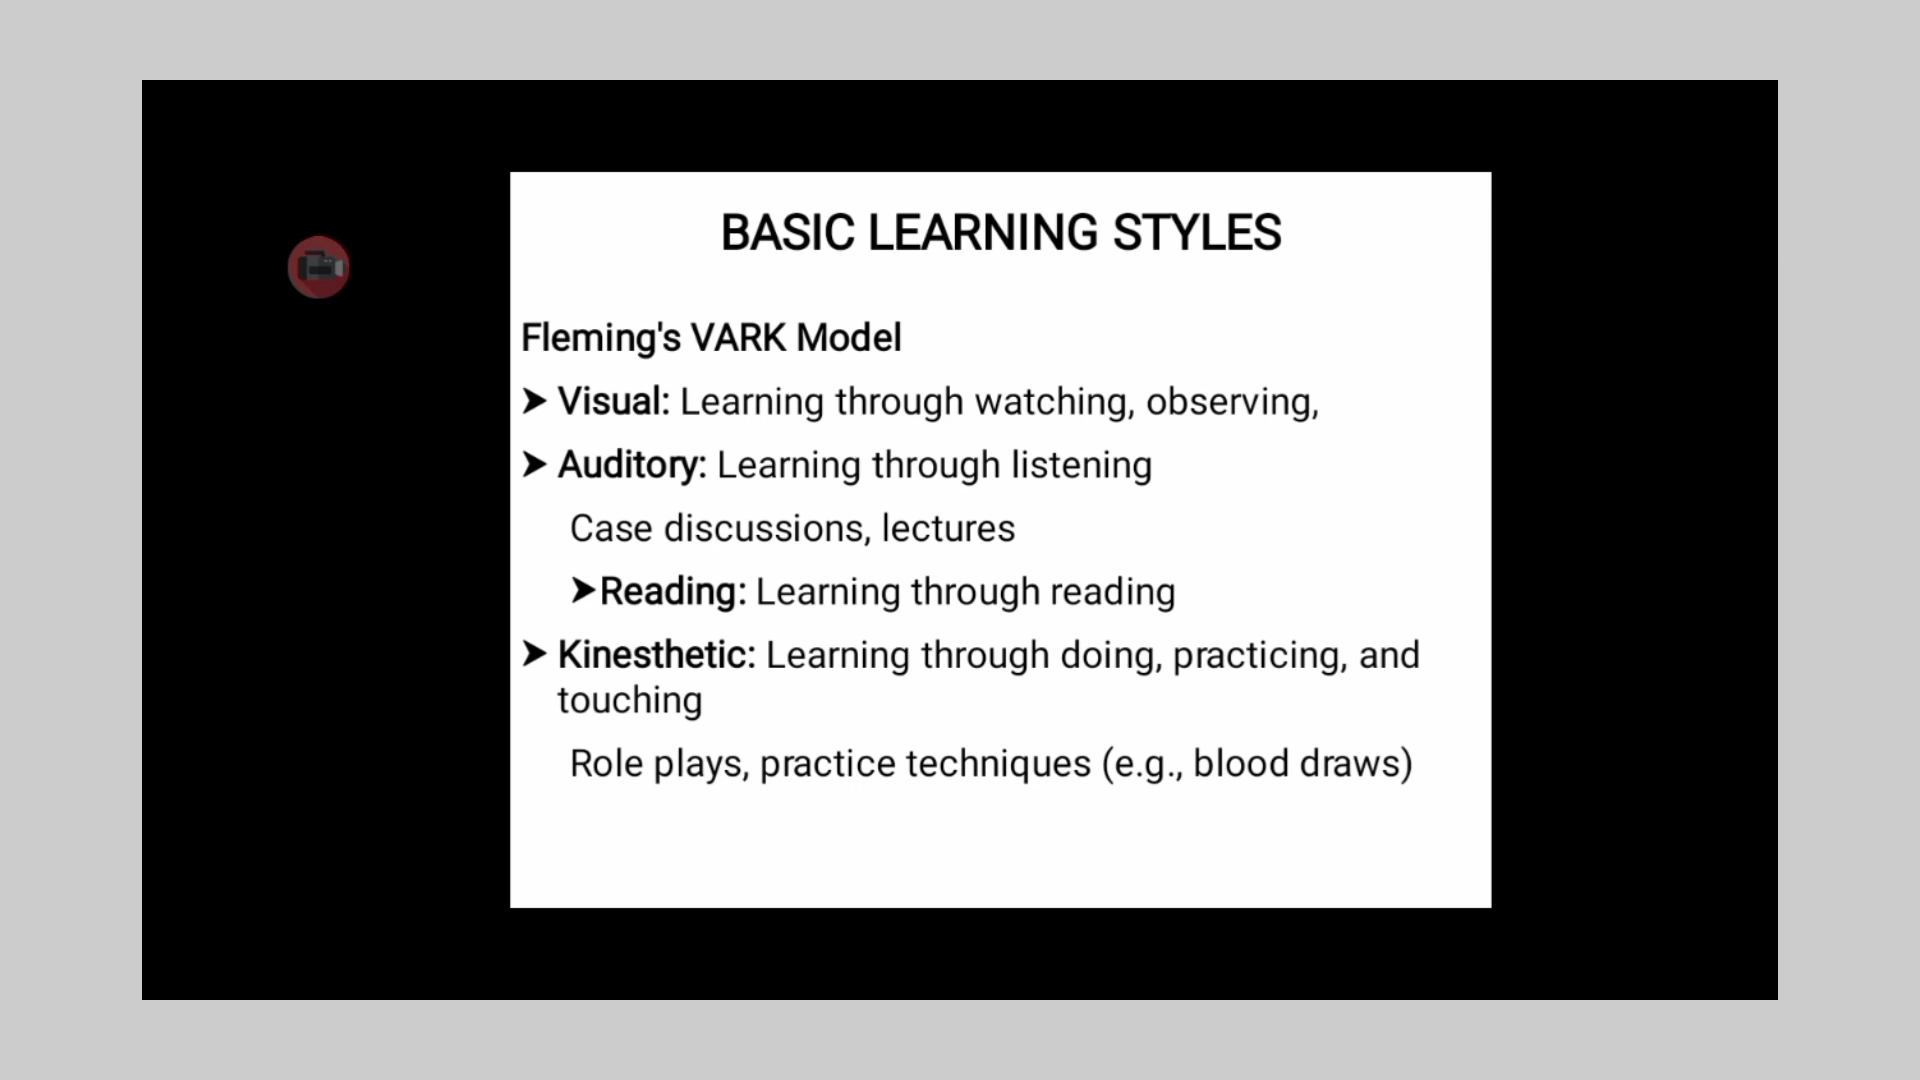 BASIC LEARNING STYLES
Fleming's VARK Model
➤ Visual: Learning through watching, observing,
➤ Auditory: Learning through listening
Case discussions, lectures
➤Reading: Learning through reading
➤ Kinesthetic: Learning through doing, practicing, and
touching
Role plays, practice techniques (e.g., blood draws)